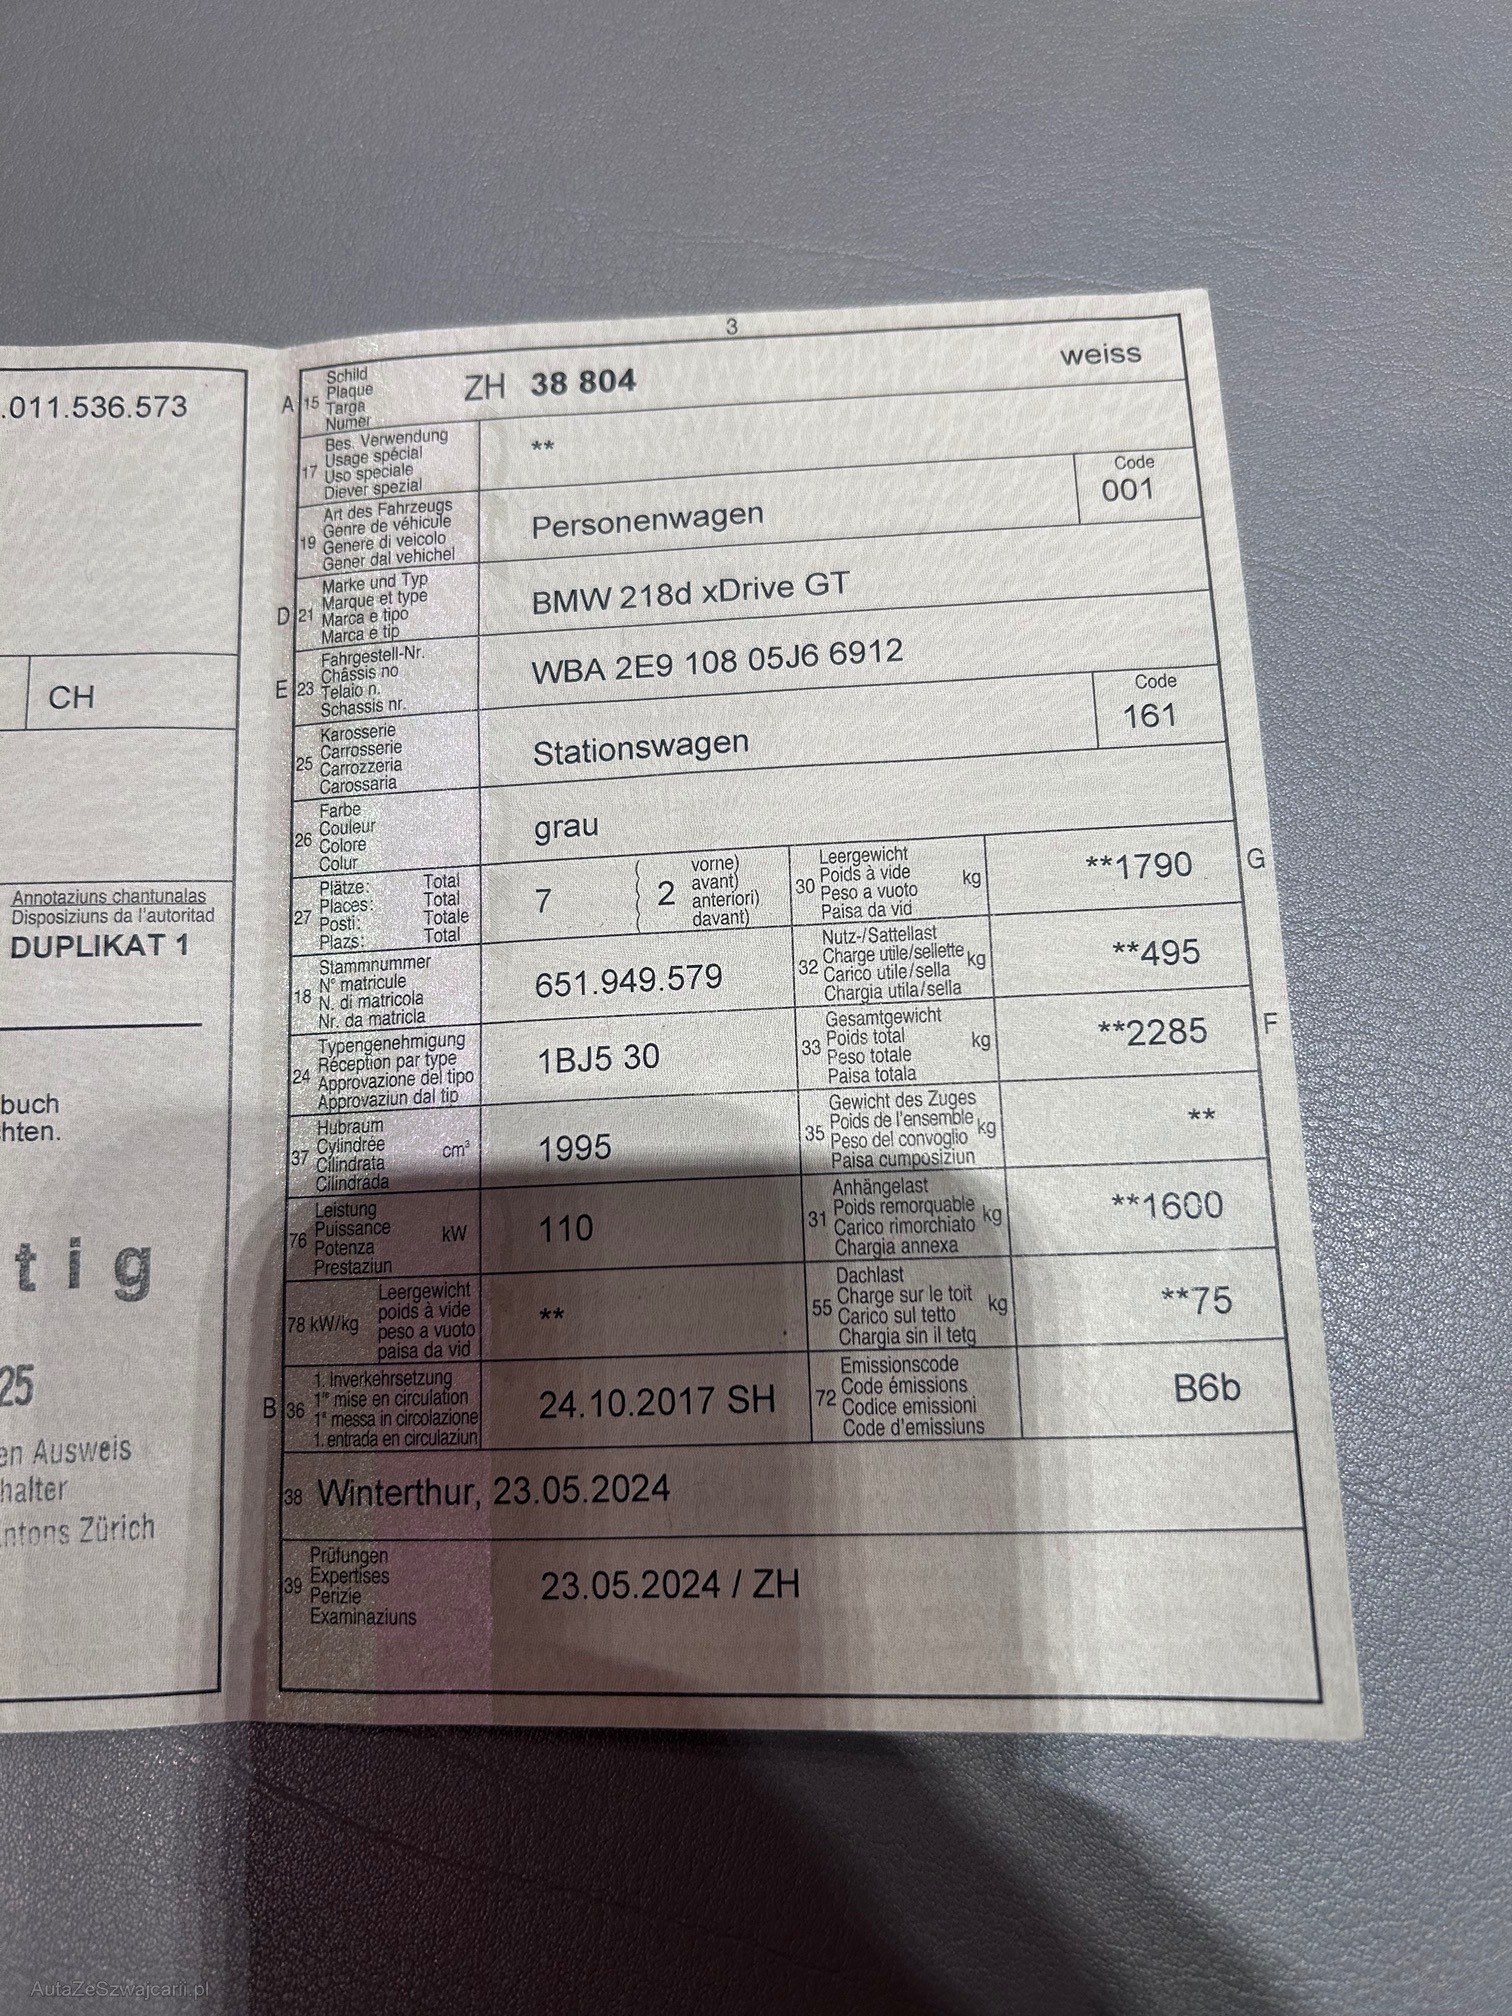 .011.536.573
CH
Annotaziuns chantunalas
Disposiziuns da l'autoritad
DUPLIKAT 1
buch
hten.
tig
25
en Ausweis
halter
ntons Zürich
3
A 15 Schild
Plaque
Targa
Numer
ZH 38 804 weiss
17 Bes. Verwendung
Usage spécial
Uso speciale
Diever spezial
**
19 Art des Fahrzeugs
Genre de véhicule
Genere di veicolo
Gener dal vehichel
Personenwagen
Code
001
D 21 Marke und Typ
Marque et type
Marca e tipo
Marca e tip
BMW 218d xDrive GT
E 23 Fahrgestell-Nr.
Châssis no
Telaio n.
Schassis nr.
WBA 2E9 108 05J6 6912
25 Karosserie
Carrosserie
Carrozzeria
Carossaria
Stationswagen
Code
161
26 Farbe
Couleur
Colore
Colur
grau
27 Plätze: Total
Places: Total
Posti: Totale
Plazs: Total
7 ( 2 vorne)
( avant)
( anteriori)
( davant)
30 Leergewicht
Poids à vide
Peso a vuoto
Paisa da vid
kg
**1790
G
18 Stammnummer
N° matricule
N. di matricola
Nr. da matricla
651.949.579
32 Nutz-/Sattellast
Charge utile/sellette
Carico utile/sella
Chargia utila/sella
kg
**495
24 Typengenehmigung
Réception par type
Approvazione del tipo
Approvaziun dal tip
1BJ5 30
33 Gesamtgewicht
Poids total
Peso totale
Paisa totala
kg
**2285
F
37 Hubraum
Cylindrée
Cilindrata
Cilindrada
cm³
1995
35 Gewicht des Zuges
Poids de l'ensemble
Peso del convoglio
Paisa cumposiziun
kg
**
76 Leistung
Puissance
Potenza
Prestaziun
kW
110
31 Anhängelast
Poids remorquable
Carico rimorchiato
Chargia annexa
kg
**1600
78 kW/kg
Leergewicht
poids à vide
peso a vuoto
paisa da vid
**
55 Dachlast
Charge sur le toit
Carico sul tetto
Chargia sin il tetg
kg
**75
B 36 1. Inverkehrsetzung
1re mise en circulation
1a messa in circolazione
1. entrada en circulaziun
24.10.2017 SH
72 Emissionscode
Code émissions
Codice emissioni
Code d'emissiuns
B6b
38 Winterthur, 23.05.2024
39 Prüfungen
Expertises
Perizie
Examinaziuns
23.05.2024 / ZH
AutaZeSzwajcarii.pl